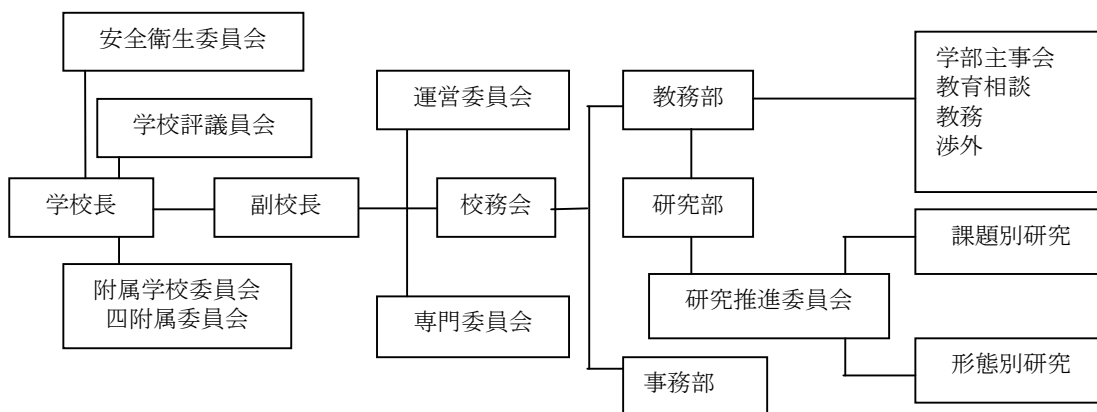 安全衛生委員会
学校評議員会
学校長
附属学校委員会
四附属委員会
副校長
運営委員会
校務会
専門委員会
教務部
研究部
研究推進委員会
事務部
学部主事会
教育相談
教務
渉外
課題別研究
形態別研究